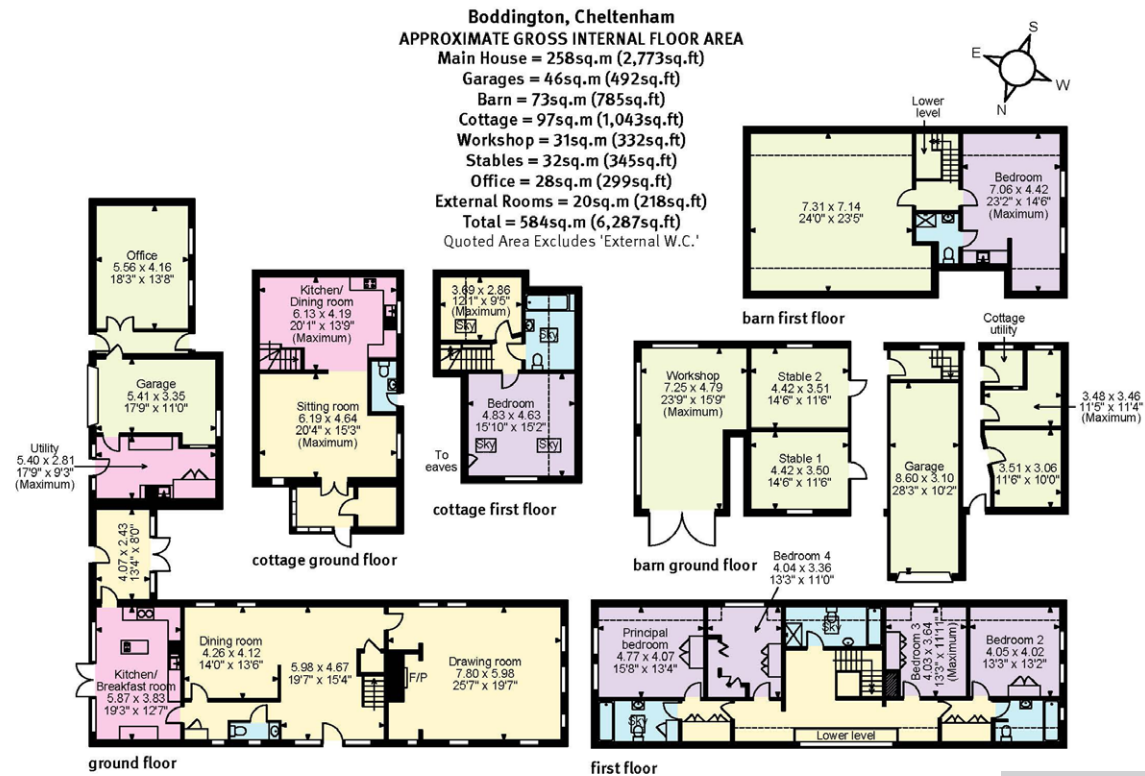 Boddington, Cheltenham
APPROXIMATE GROSS INTERNAL FLOOR AREA
Main House = 258sq.m (2,773sq.ft)
Garages = 46sq.m (492sq.ft)
Barn = 73sq.m (785sq.ft)
Cottage = 97sq.m (1,043sq.ft)
Workshop = 31sq.m (332sq.ft)
Stables = 32sq.m (345sq.ft)
Office = 28sq.m (299sq.ft)
External Rooms = 20sq.m (218sq.ft)
Total = 584sq.m (6,287sq.ft)
Quoted Area Excludes 'External W.C.'
S
E
W
N
Lower
level
7.31 x 7.14
24'0" x 23'5"
Bedroom
7.06 x 4.42
23'2" x 14'6"
(Maximum)
barn first floor
Office
5.56 x 4.16
18'3" x 13'8"
Garage
5.41 x 3.35
17'9" x 11'0"
Utility
5.40 x 2.81
17'9" x 9'3"
(Maximum)
4.07 x 2.43
13'4" x 8'0"
Kitchen/
Dining room
6.13 x 4.19
20'1" x 13'9"
(Maximum)
Sitting room
6.19 x 4.64
20'4" x 15'3"
(Maximum)
cottage ground floor
3.69 x 2.86
12'1" x 9'5"
(Maximum)
Sky
Sky
Bedroom
4.83 x 4.63
15'10" x 15'2"
Sky
Sky
To
eaves
cottage first floor
Workshop
7.25 x 4.79
23'9" x 15'9"
(Maximum)
Stable 2
4.42 x 3.51
14'6" x 11'6"
Stable 1
4.42 x 3.50
14'6" x 11'6"
barn ground floor
Garage
8.60 x 3.10
28'3" x 10'2"
Cottage
utility
3.48 x 3.46
11'5" x 11'4"
(Maximum)
3.51 x 3.06
11'6" x 10'0"
Kitchen/
Breakfast room
5.87 x 3.83
19'3" x 12'7"
Dining room
4.26 x 4.12
14'0" x 13'6"
5.98 x 4.67
19'7" x 15'4"
F/P
Drawing room
7.80 x 5.98
25'7" x 19'7"
ground floor
Bedroom 4
4.04 x 3.36
13'3" x 11'0"
Principal
bedroom
4.77 x 4.07
15'8" x 13'4"
Sky
Bedroom 3
4.03 x 3.64
13'3" x 11'11"
(Maximum)
Bedroom 2
4.05 x 4.02
13'3" x 13'2"
Sky
Lower level
first floor